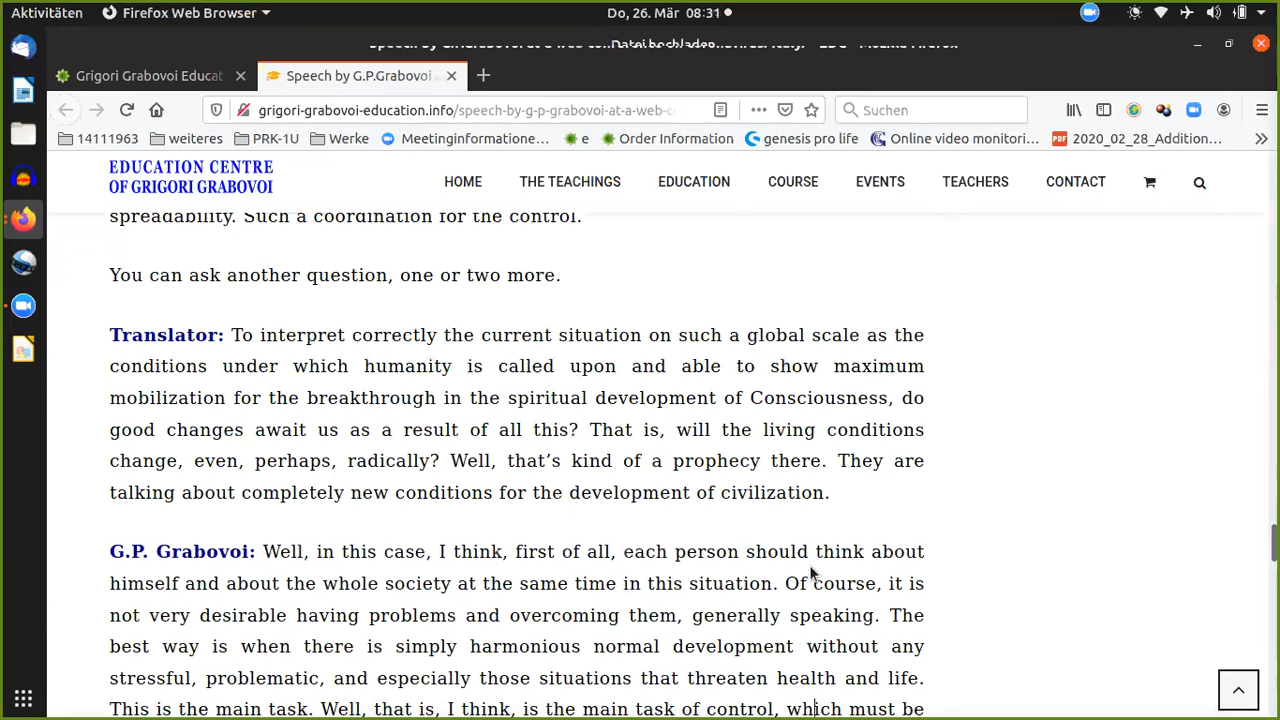 Aktivitäten Firefox Web Browser Do, 26. Mär 08:31
Datei hochladen Mozilla Firefox
Grigori Grabovoi Educat Speech by G.P.Grabovoi
grigori-grabovoi-education.info/speech-by-g-p-grabovoi-at-a-web-c Suchen
14111963 weiteres PRK-1U Werke Meetinginformatione... e Order Information genesis pro life Online video monitori... 2020_02_28_Addition...
EDUCATION CENTRE
OF GRIGORI GRABOVOI
HOME THE TEACHINGS EDUCATION COURSE EVENTS TEACHERS CONTACT
spreadability. Such a coordination for the control.
You can ask another question, one or two more.
Translator: To interpret correctly the current situation on such a global scale as the
conditions under which humanity is called upon and able to show maximum
mobilization for the breakthrough in the spiritual development of Consciousness, do
good changes await us as a result of all this? That is, will the living conditions
change, even, perhaps, radically? Well, that's kind of a prophecy there. They are
talking about completely new conditions for the development of civilization.
G.P. Grabovoi: Well, in this case, I think, first of all, each person should think about
himself and about the whole society at the same time in this situation. Of course, it is
not very desirable having problems and overcoming them, generally speaking. The
best way is when there is simply harmonious normal development without any
stressful, problematic, and especially those situations that threaten health and life.
This is the main task. Well, that is, I think, is the main task of control, which must be